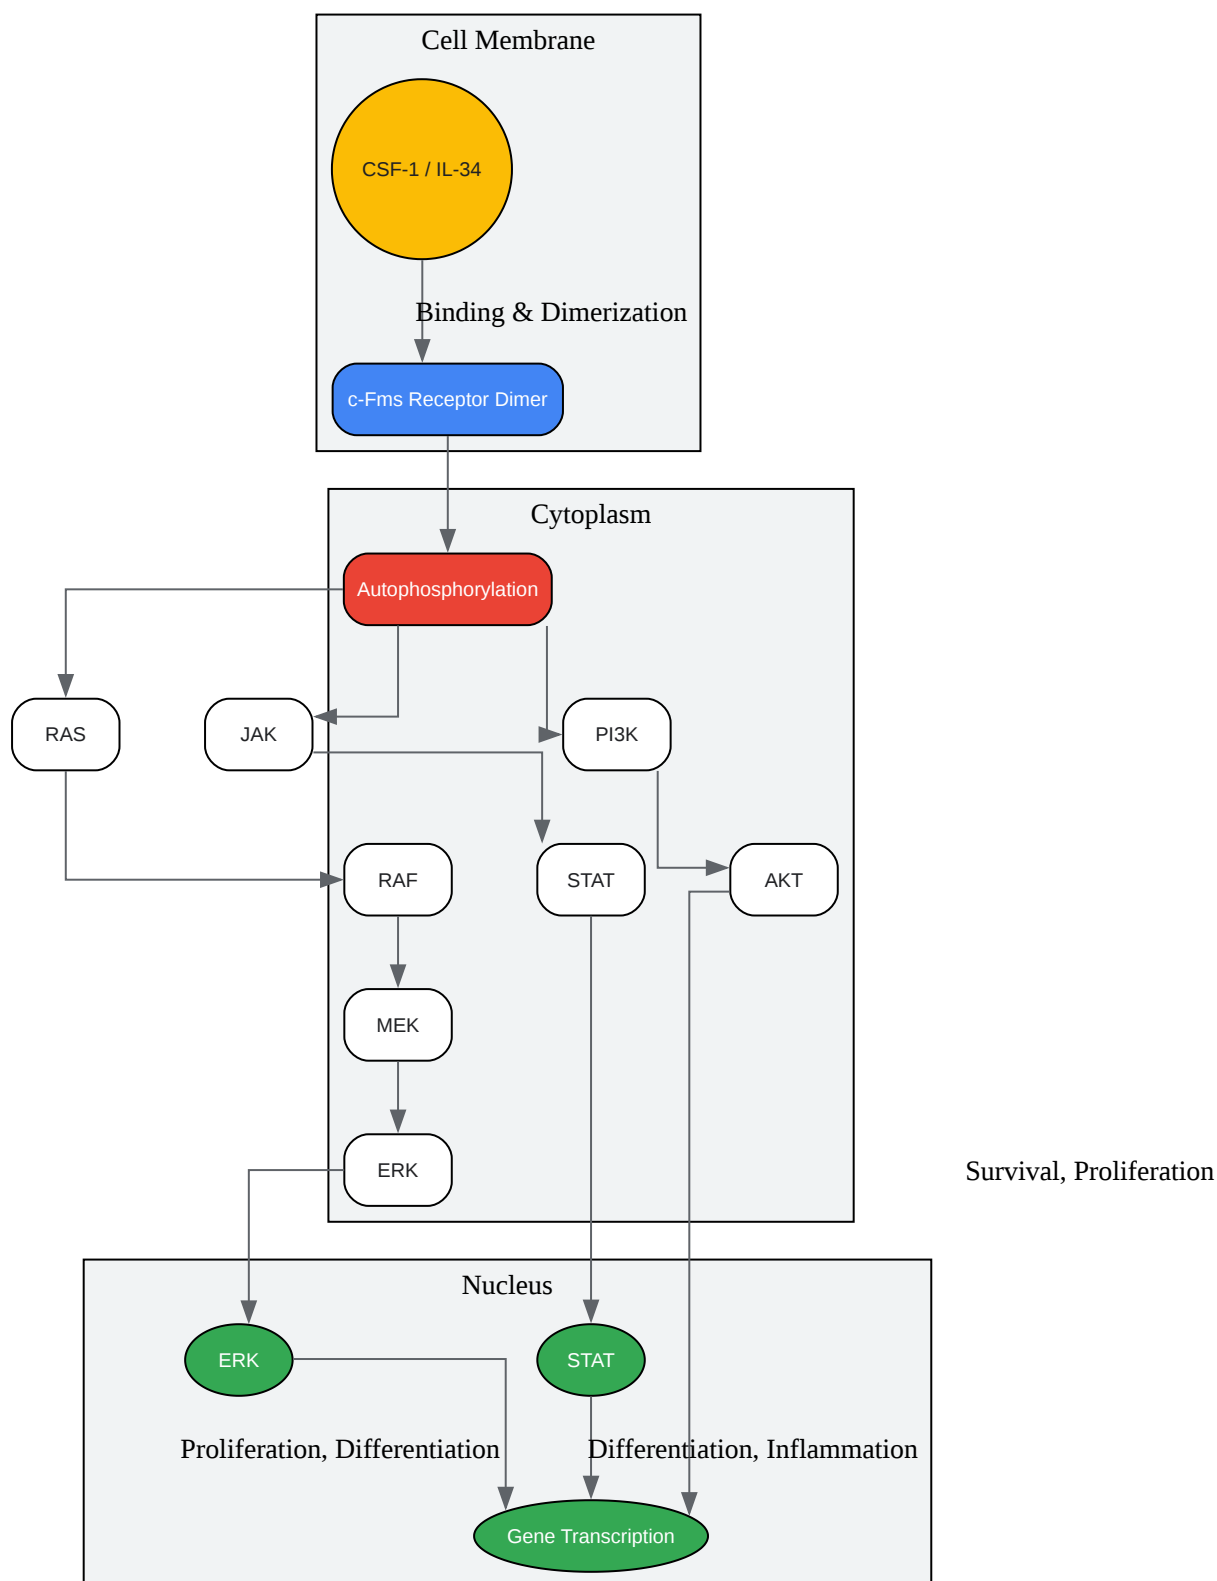 Cell Membrane
CSF-1 / IL-34
Binding & Dimerization
c-Fms Receptor Dimer
Cytoplasm
Autophosphorylation
RAS
JAK
PI3K
RAF
STAT
AKT
MEK
ERK
Survival, Proliferation
Nucleus
ERK
STAT
Proliferation, Differentiation
Differentiation, Inflammation
Gene Transcription